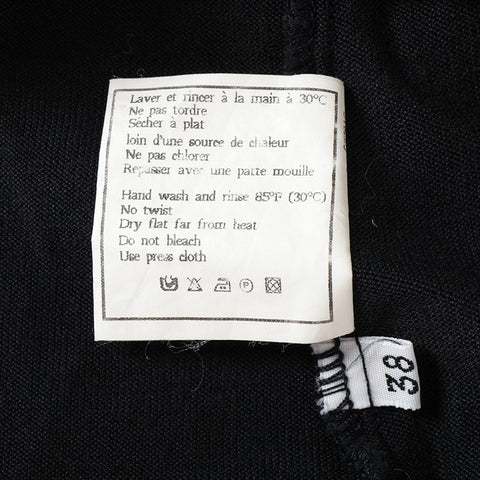 Laver et rincer à la main à 30°C
Ne pas tordre
Sécher à plat
loin d'une source de chaleur
Ne pas chlorer
Repasser avec une patte mouille
Hand wash and rinse 85°F (30°C)
No twist
Dry flat far from heat
Do not bleach
Use press cloth
P
38